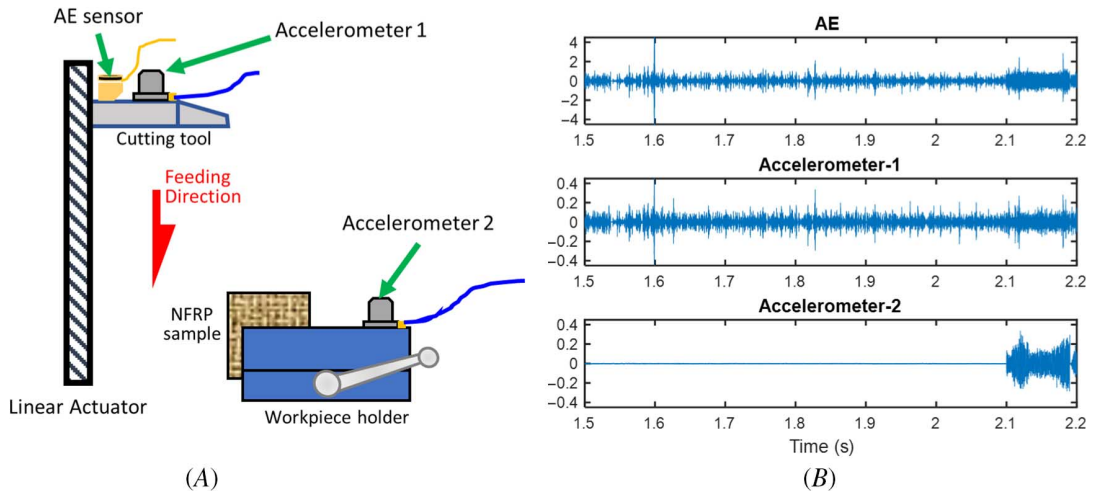 AE sensor
Accelerometer 1
Cutting tool
Feeding
Direction
Accelerometer 2
NFRP
sample
Linear Actuator
Workpiece holder
(A)
AE
4
2
0
−2
−4
1.5 1.6 1.7 1.8 1.9 2 2.1 2.2
Accelerometer-1
0.4
0.2
0
−0.2
−0.4
1.5 1.6 1.7 1.8 1.9 2 2.1 2.2
Accelerometer-2
0.4
0.2
0
−0.2
−0.4
1.5 1.6 1.7 1.8 1.9 2 2.1 2.2
Time (s)
(B)